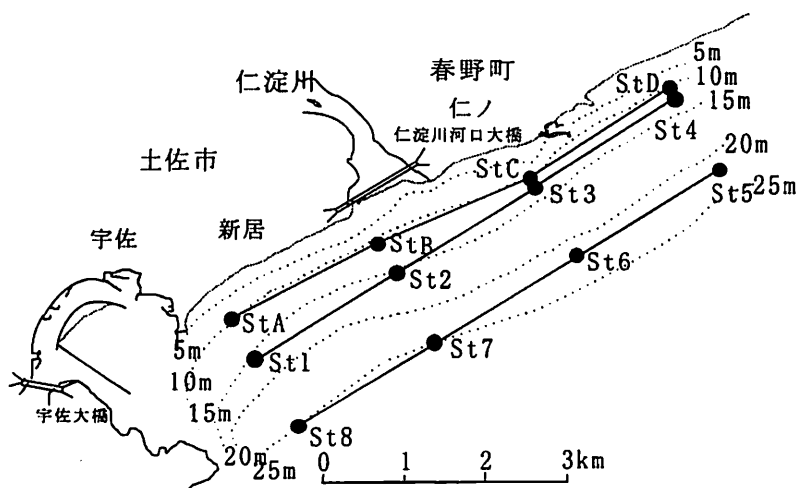 5m
10m
15m
20m
25m
春野町
仁ノ
仁淀川
仁淀川河口大橋
土佐市
新居
宇佐
宇佐大橋
StD
St4
StC
St3
St5
StB
St2
St6
StA
St1
St7
St8
5m
10m
15m
20m
25m
0 1 2 3km